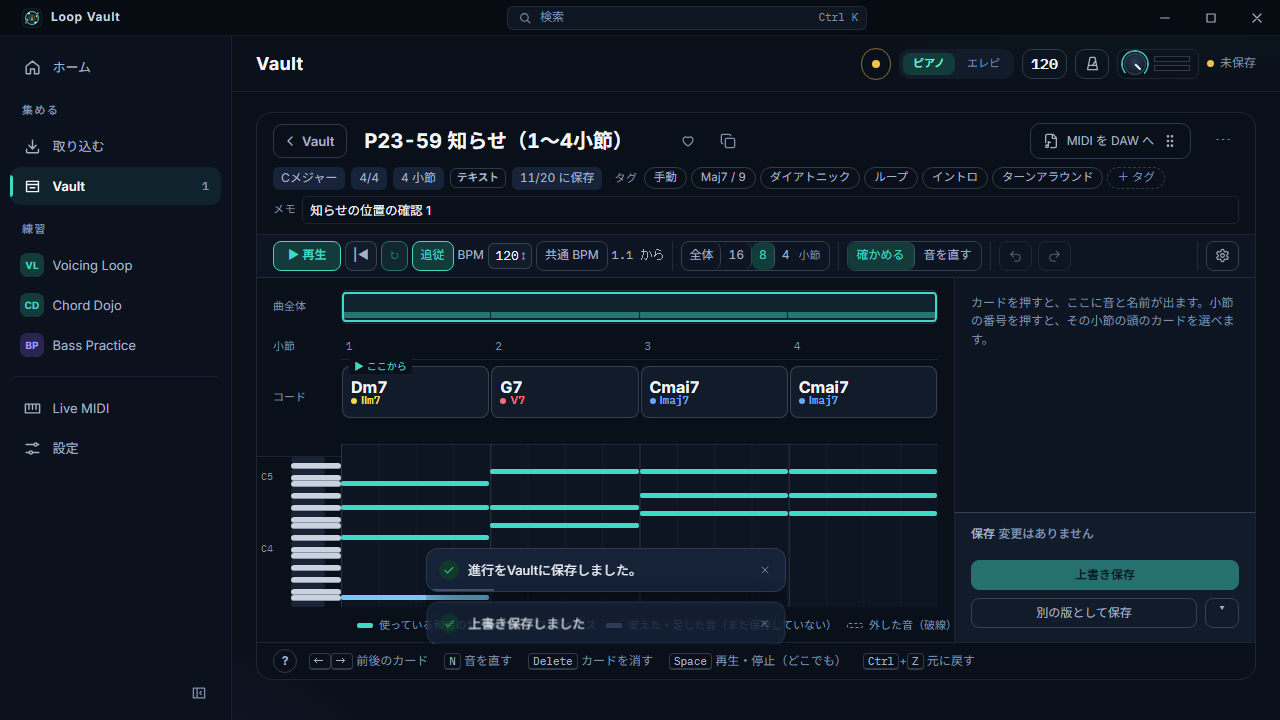 Loop Vault
検索
Ctrl K
ホーム
集める
取り込む
Vault
1
練習
VL
Voicing Loop
CD
Chord Dojo
BP
Bass Practice
Live MIDI
設定
Vault
ピアノ
エレピ
120
未保存
Vault
P23-59 知らせ（1〜4小節）
MIDI を DAW へ
Cメジャー
4/4
4 小節
テキスト
11/20 に保存
タグ
手動
Maj7 / 9
ダイアトニック
ループ
イントロ
ターンアラウンド
＋ タグ
メモ
知らせの位置の確認 1
▶ 再生
追従
BPM
120
共通 BPM
1.1 から
全体
16
8
4
小節
確かめる
音を直す
曲全体
小節
1
2
3
4
▶ ここから
コード
Dm7
IIm7
G7
V7
Cmaj7
Imaj7
Cmaj7
Imaj7
C5
C4
カードを押すと、ここに音と名前が出ます。小節
の番号を押すと、その小節の頭のカードを選べま
す。
保存 変更はありません
上書き保存
別の版として保存
進行をVaultに保存しました。
上書き保存しました
使っている
変えた・足した音（まだ保存していない）
外した音（破線）
?
← → 前後のカード
N 音を直す
Delete カードを消す
Space 再生・停止（どこでも）
Ctrl+Z 元に戻す